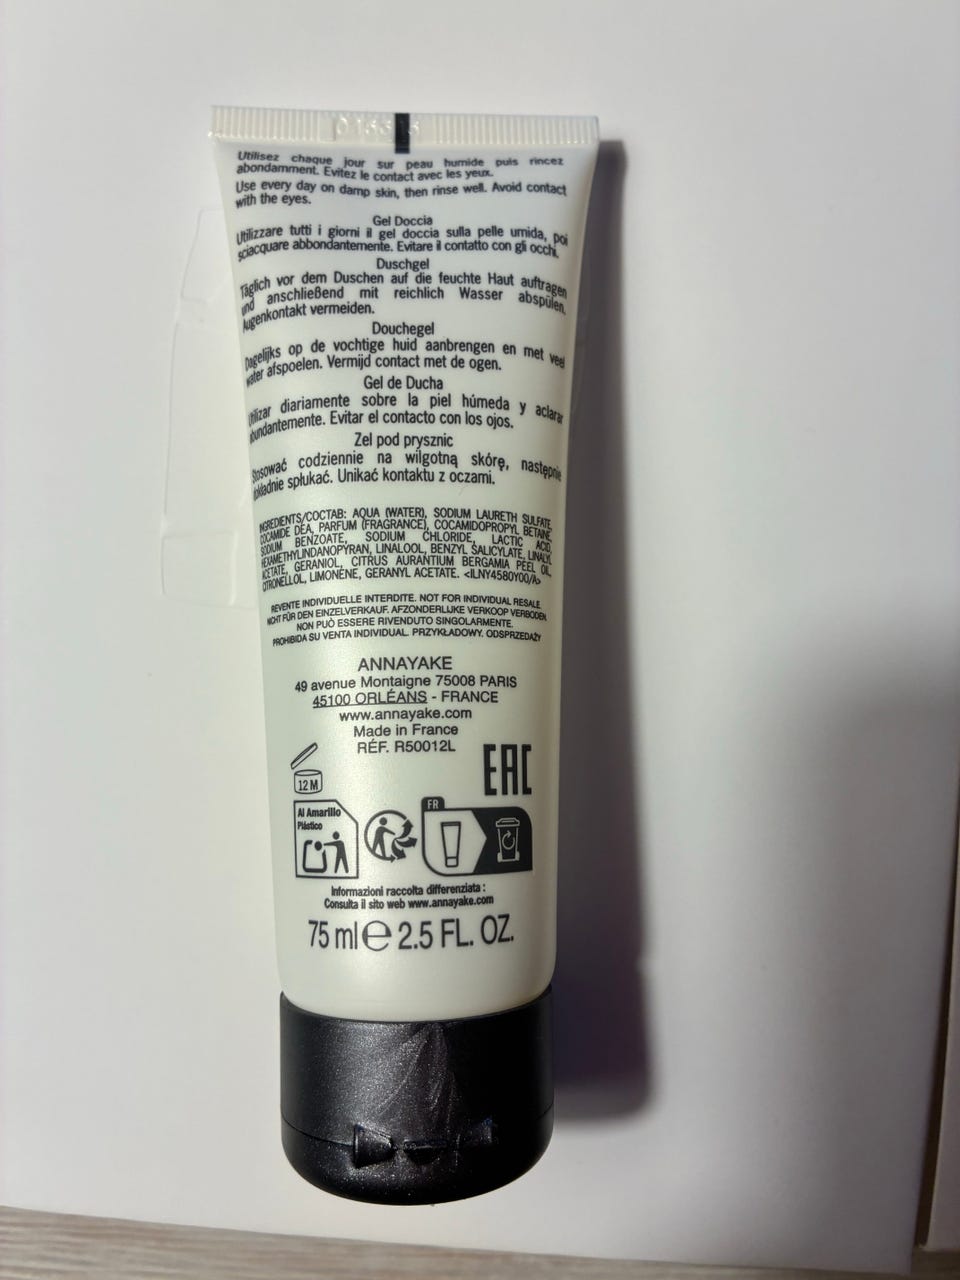 Utilisez chaque jour sur peau humide puis rincez
abondamment. Evitez le contact avec les yeux.
Use every day on damp skin, then rinse well. Avoid contact
with the eyes.
Gel Doccia
Utilizzare tutti i giorni il gel doccia sulla pelle umida, poi
sciacquare abbondantemente. Evitare il contatto con gli occhi.
Duschgel
Täglich vor dem Duschen auf die feuchte Haut auftragen
und anschließend mit reichlich Wasser abspülen.
Augenkontakt vermeiden.
Douchegel
Dagelijks op de vochtige huid aanbrengen en met veel
water afspoelen. Vermijd contact met de ogen.
Gel de Ducha
Utilizar diariamente sobre la piel húmeda y aclarar
abundantemente. Evitar el contacto con los ojos.
Żel pod prysznic
Stosować codziennie na wilgotną skórę, następnie
dokładnie spłukać. Unikać kontaktu z oczami.
INGREDIENTS/COCTAB: AQUA (WATER), SODIUM LAURETH SULFATE,
COCAMIDE DEA, PARFUM (FRAGRANCE), COCAMIDOPROPYL BETAINE,
SODIUM BENZOATE, SODIUM CHLORIDE, LACTIC ACID,
HEXAMETHYLINDANOPYRAN, LINALOOL, BENZYL SALICYLATE, LINALYL
ACETATE, GERANIOL, CITRUS AURANTIUM BERGAMIA PEEL OIL,
CITRONELLOL, LIMONENE, GERANYL ACETATE. <ILNY4580Y00/A>
REVENTE INDIVIDUELLE INTERDITE. NOT FOR INDIVIDUAL RESALE.
NICHT FÜR DEN EINZELVERKAUF. AFZONDERLIJKE VERKOOP VERBODEN.
NON PUÒ ESSERE RIVENDUTO SINGOLARMENTE.
PROHIBIDA SU VENTA INDIVIDUAL. PRZYKŁADOWY. ODSPRZEDAŻY
ANNAYAKE
49 avenue Montaigne 75008 PARIS
45100 ORLÉANS - FRANCE
www.annayake.com
Made in France
RÉF. R50012L
EAC
12 M
Al Amarillo
Plástico
FR
Informazioni raccolta differenziata :
Consulta il sito web www.annayake.com
75 ml e 2.5 FL. OZ.